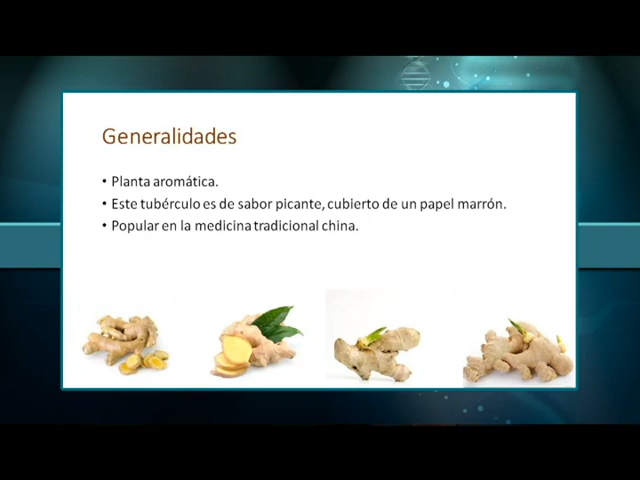 Generalidades
• Planta aromática.
• Este tubérculo es de sabor picante, cubierto de un papel marrón.
• Popular en la medicina tradicional china.